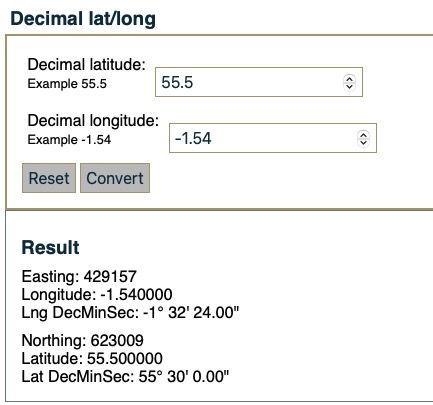 Decimal lat/long
Decimal latitude:
Example 55.5
55.5
Decimal longitude:
Example -1.54
-1.54
Reset Convert
Result
Easting: 429157
Longitude: -1.540000
Lng DecMinSec: -1° 32' 24.00"
Northing: 623009
Latitude: 55.500000
Lat DecMinSec: 55° 30' 0.00"